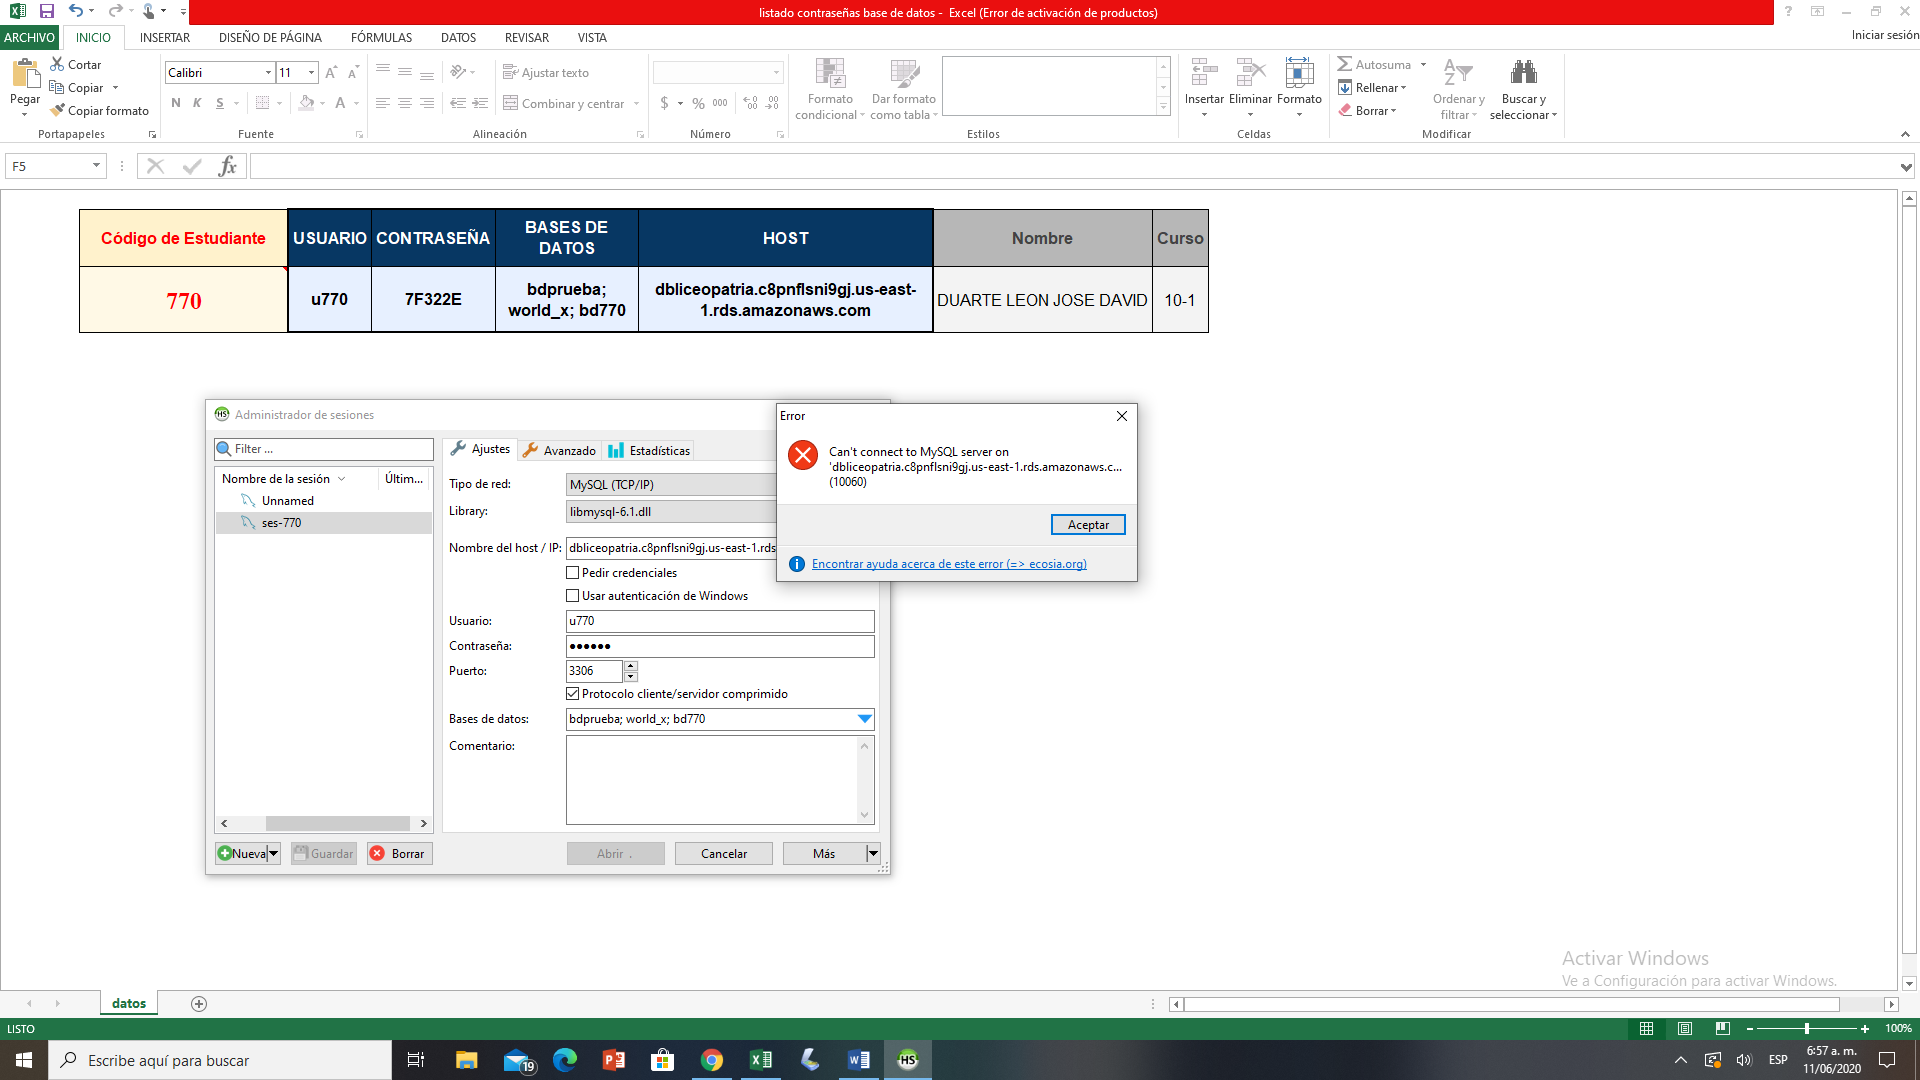 listado contraseñas base de datos - Excel (Error de activación de productos)
ARCHIVO
INICIO
INSERTAR
DISEÑO DE PÁGINA
FÓRMULAS
DATOS
REVISAR
VISTA
Iniciar sesión
Pegar
Cortar
Copiar
Copiar formato
Portapapeles
Calibri
11
N K S
Fuente
Ajustar texto
Combinar y centrar
Alineación
$ % 000
Número
Formato condicional
Dar formato como tabla
Estilos
Insertar
Eliminar
Formato
Celdas
Autosuma
Rellenar
Borrar
Ordenar y filtrar
Buscar y seleccionar
Modificar
F5
fx
Código de Estudiante
USUARIO
CONTRASEÑA
BASES DE DATOS
HOST
Nombre
Curso
770
u770
7F322E
bdprueba; world_x; bd770
dbliceopatria.c8pnflsni9gj.us-east-1.rds.amazonaws.com
DUARTE LEON JOSE DAVID
10-1
HS
Administrador de sesiones
Filter ...
Nombre de la sesión
Últim...
Unnamed
ses-770
Nueva
Guardar
Borrar
Ajustes
Avanzado
Estadísticas
Tipo de red:
MySQL (TCP/IP)
Library:
libmysql-6.1.dll
Nombre del host / IP:
dbliceopatria.c8pnflsni9gj.us-east-1.rds
Pedir credenciales
Usar autenticación de Windows
Usuario:
u770
Contraseña:
●●●●●●
Puerto:
3306
Protocolo cliente/servidor comprimido
Bases de datos:
bdprueba; world_x; bd770
Comentario:
Abrir .
Cancelar
Más
Error
Can't connect to MySQL server on
'dbliceopatria.c8pnflsni9gj.us-east-1.rds.amazonaws.c...
(10060)
Aceptar
Encontrar ayuda acerca de este error (=> ecosia.org)
Activar Windows
Ve a Configuración para activar Windows.
datos
LISTO
100%
Escribe aquí para buscar
19
HS
ESP
6:57 a. m.
11/06/2020